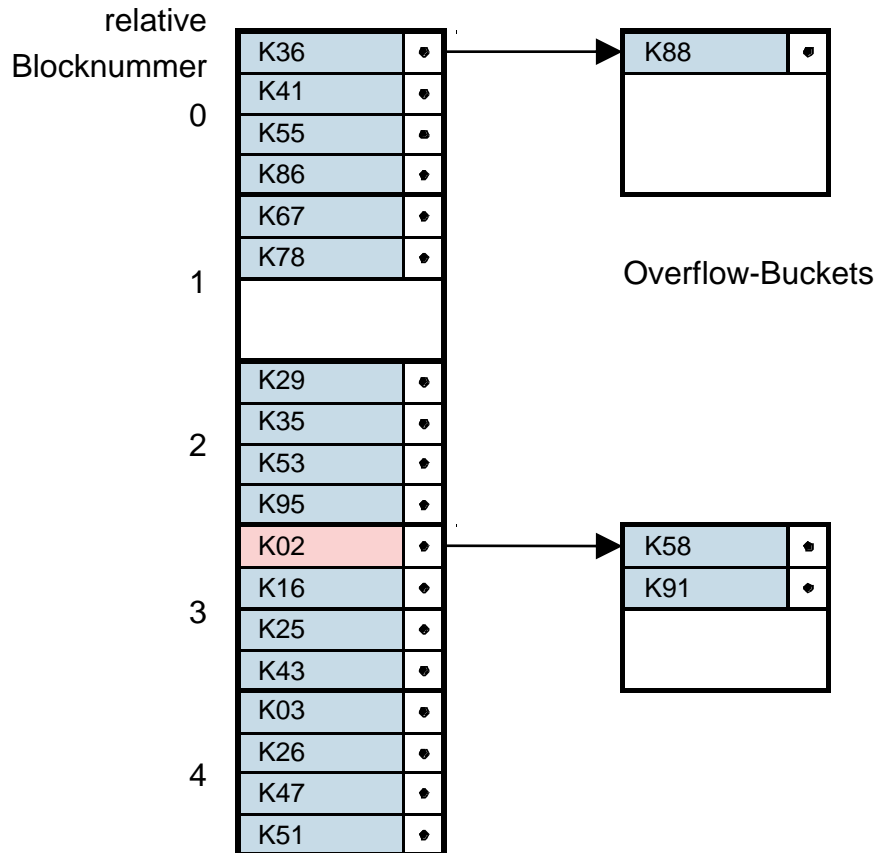 relative
Blocknummer
K36
K88
K41
0
K55
K86
K67
K78
Overflow-Buckets
1
K29
K35
2
K53
K95
K02
K58
K16
K91
3
K25
K43
K03
K26
4
K47
K51